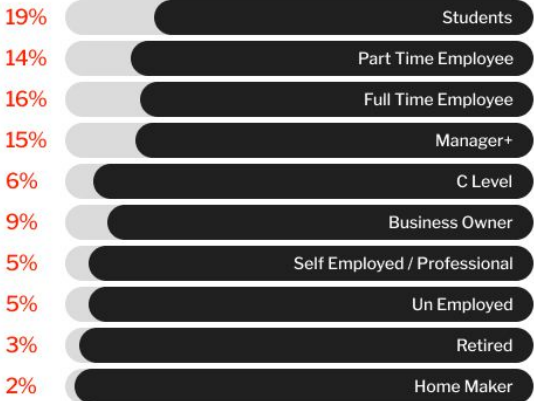 19% Students
14% Part Time Employee
16% Full Time Employee
15% Manager+
6% C Level
9% Business Owner
5% Self Employed / Professional
5% Un Employed
3% Retired
2% Home Maker